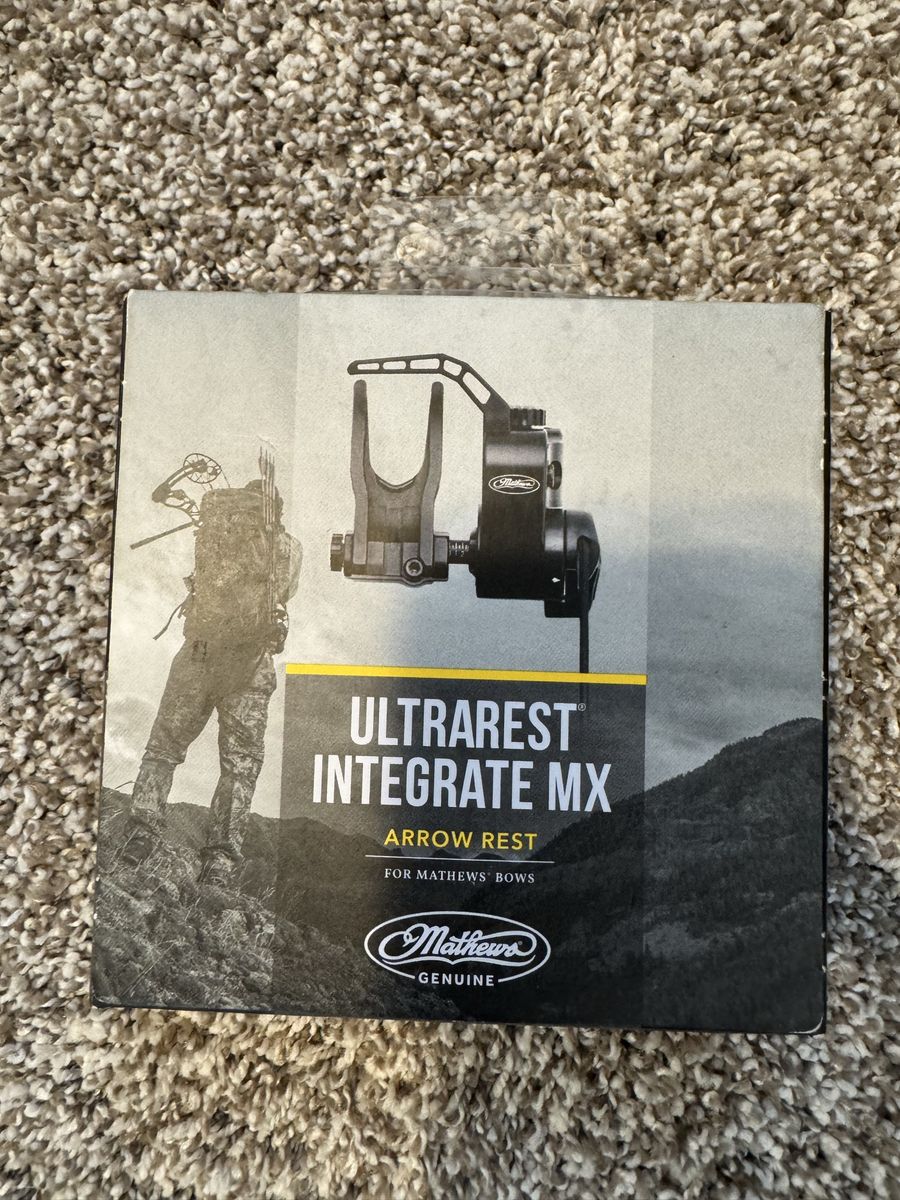 Mathews
ULTRAREST®
INTEGRATE MX
ARROW REST
FOR MATHEWS® BOWS
Mathews
GENUINE